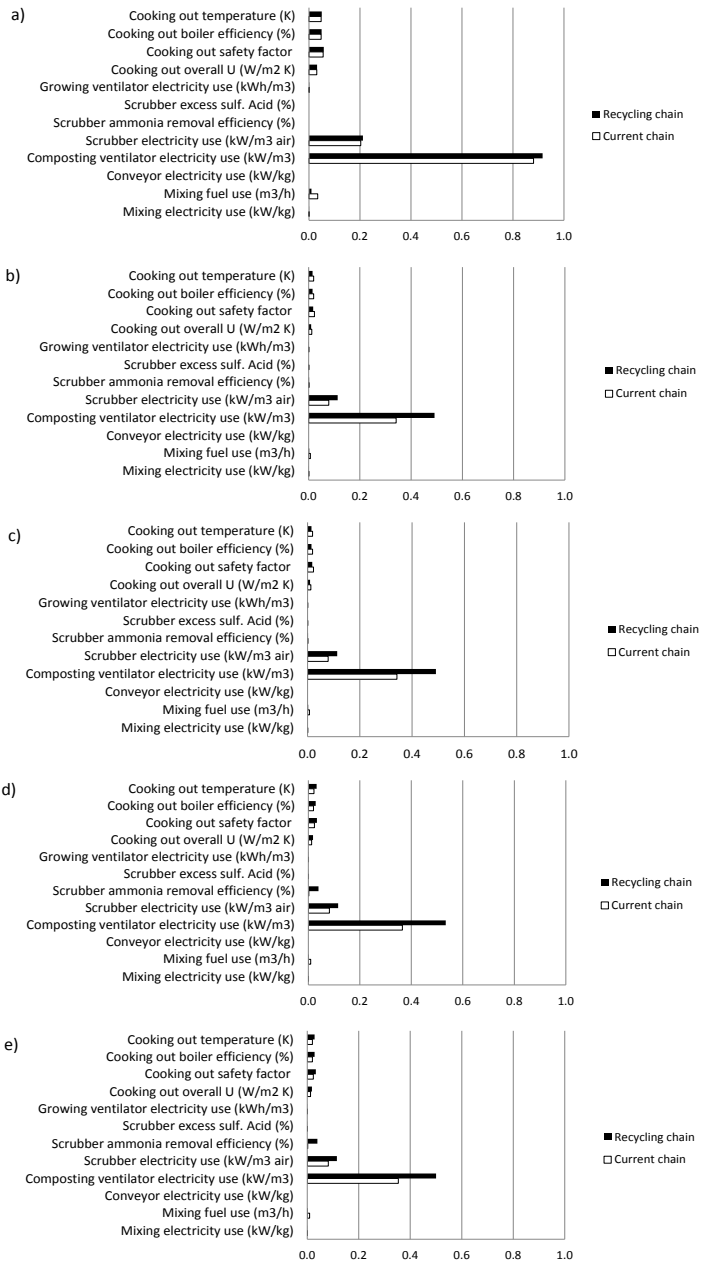 a)
Cooking out temperature (K)
Cooking out boiler efficiency (%)
Cooking out safety factor
Cooking out overall U (W/m2 K)
Growing ventilator electricity use (kWh/m3)
Scrubber excess sulf. Acid (%)
Scrubber ammonia removal efficiency (%)
Scrubber electricity use (kW/m3 air)
Composting ventilator electricity use (kW/m3)
Conveyor electricity use (kW/kg)
Mixing fuel use (m3/h)
Mixing electricity use (kW/kg)
0.0 0.2 0.4 0.6 0.8 1.0
Recycling chain
Current chain
b)
Cooking out temperature (K)
Cooking out boiler efficiency (%)
Cooking out safety factor
Cooking out overall U (W/m2 K)
Growing ventilator electricity use (kWh/m3)
Scrubber excess sulf. Acid (%)
Scrubber ammonia removal efficiency (%)
Scrubber electricity use (kW/m3 air)
Composting ventilator electricity use (kW/m3)
Conveyor electricity use (kW/kg)
Mixing fuel use (m3/h)
Mixing electricity use (kW/kg)
0.0 0.2 0.4 0.6 0.8 1.0
Recycling chain
Current chain
c)
Cooking out temperature (K)
Cooking out boiler efficiency (%)
Cooking out safety factor
Cooking out overall U (W/m2 K)
Growing ventilator electricity use (kWh/m3)
Scrubber excess sulf. Acid (%)
Scrubber ammonia removal efficiency (%)
Scrubber electricity use (kW/m3 air)
Composting ventilator electricity use (kW/m3)
Conveyor electricity use (kW/kg)
Mixing fuel use (m3/h)
Mixing electricity use (kW/kg)
0.0 0.2 0.4 0.6 0.8 1.0
Recycling chain
Current chain
d)
Cooking out temperature (K)
Cooking out boiler efficiency (%)
Cooking out safety factor
Cooking out overall U (W/m2 K)
Growing ventilator electricity use (kWh/m3)
Scrubber excess sulf. Acid (%)
Scrubber ammonia removal efficiency (%)
Scrubber electricity use (kW/m3 air)
Composting ventilator electricity use (kW/m3)
Conveyor electricity use (kW/kg)
Mixing fuel use (m3/h)
Mixing electricity use (kW/kg)
0.0 0.2 0.4 0.6 0.8 1.0
Recycling chain
Current chain
e)
Cooking out temperature (K)
Cooking out boiler efficiency (%)
Cooking out safety factor
Cooking out overall U (W/m2 K)
Growing ventilator electricity use (kWh/m3)
Scrubber excess sulf. Acid (%)
Scrubber ammonia removal efficiency (%)
Scrubber electricity use (kW/m3 air)
Composting ventilator electricity use (kW/m3)
Conveyor electricity use (kW/kg)
Mixing fuel use (m3/h)
Mixing electricity use (kW/kg)
0.0 0.2 0.4 0.6 0.8 1.0
Recycling chain
Current chain